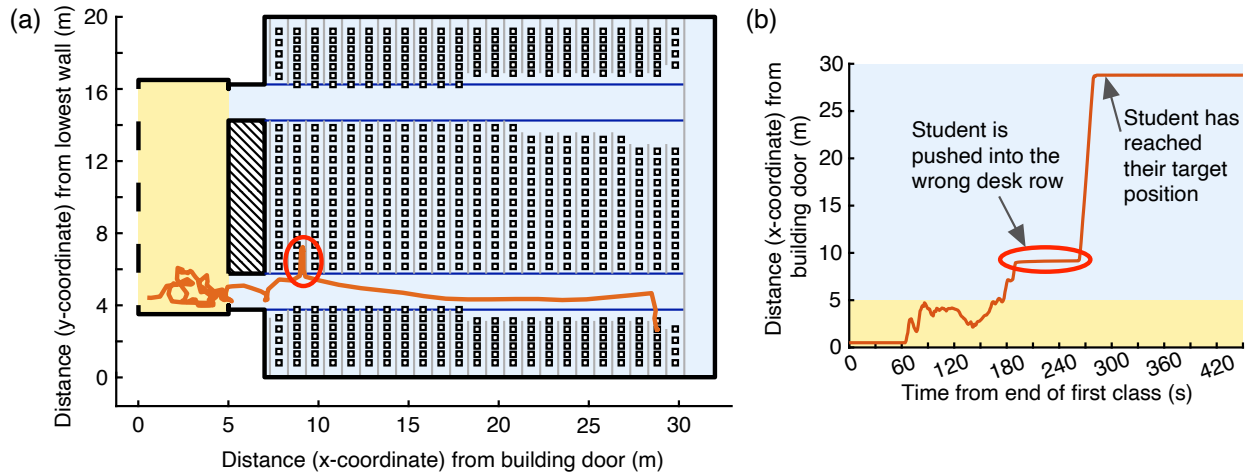 (a)
Distance (y-coordinate) from lowest wall (m)
20
16
12
8
4
0
0
5
10
15
20
25
30
Distance (x-coordinate) from building door (m)
(b)
Distance (x-coordinate) from
building door (m)
30
25
20
15
10
5
0
Student is
pushed into the
wrong desk row
Student has
reached
their target
position
0
60
120
180
240
300
360
420
Time from end of first class (s)